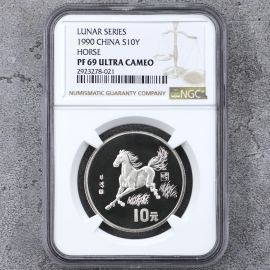 LUNAR SERIES
1990 CHINA S10Y
HORSE
PF 69 ULTRA CAMEO
2923278-021
NUMISMATIC GUARANTY COMPANY
NGC
10元